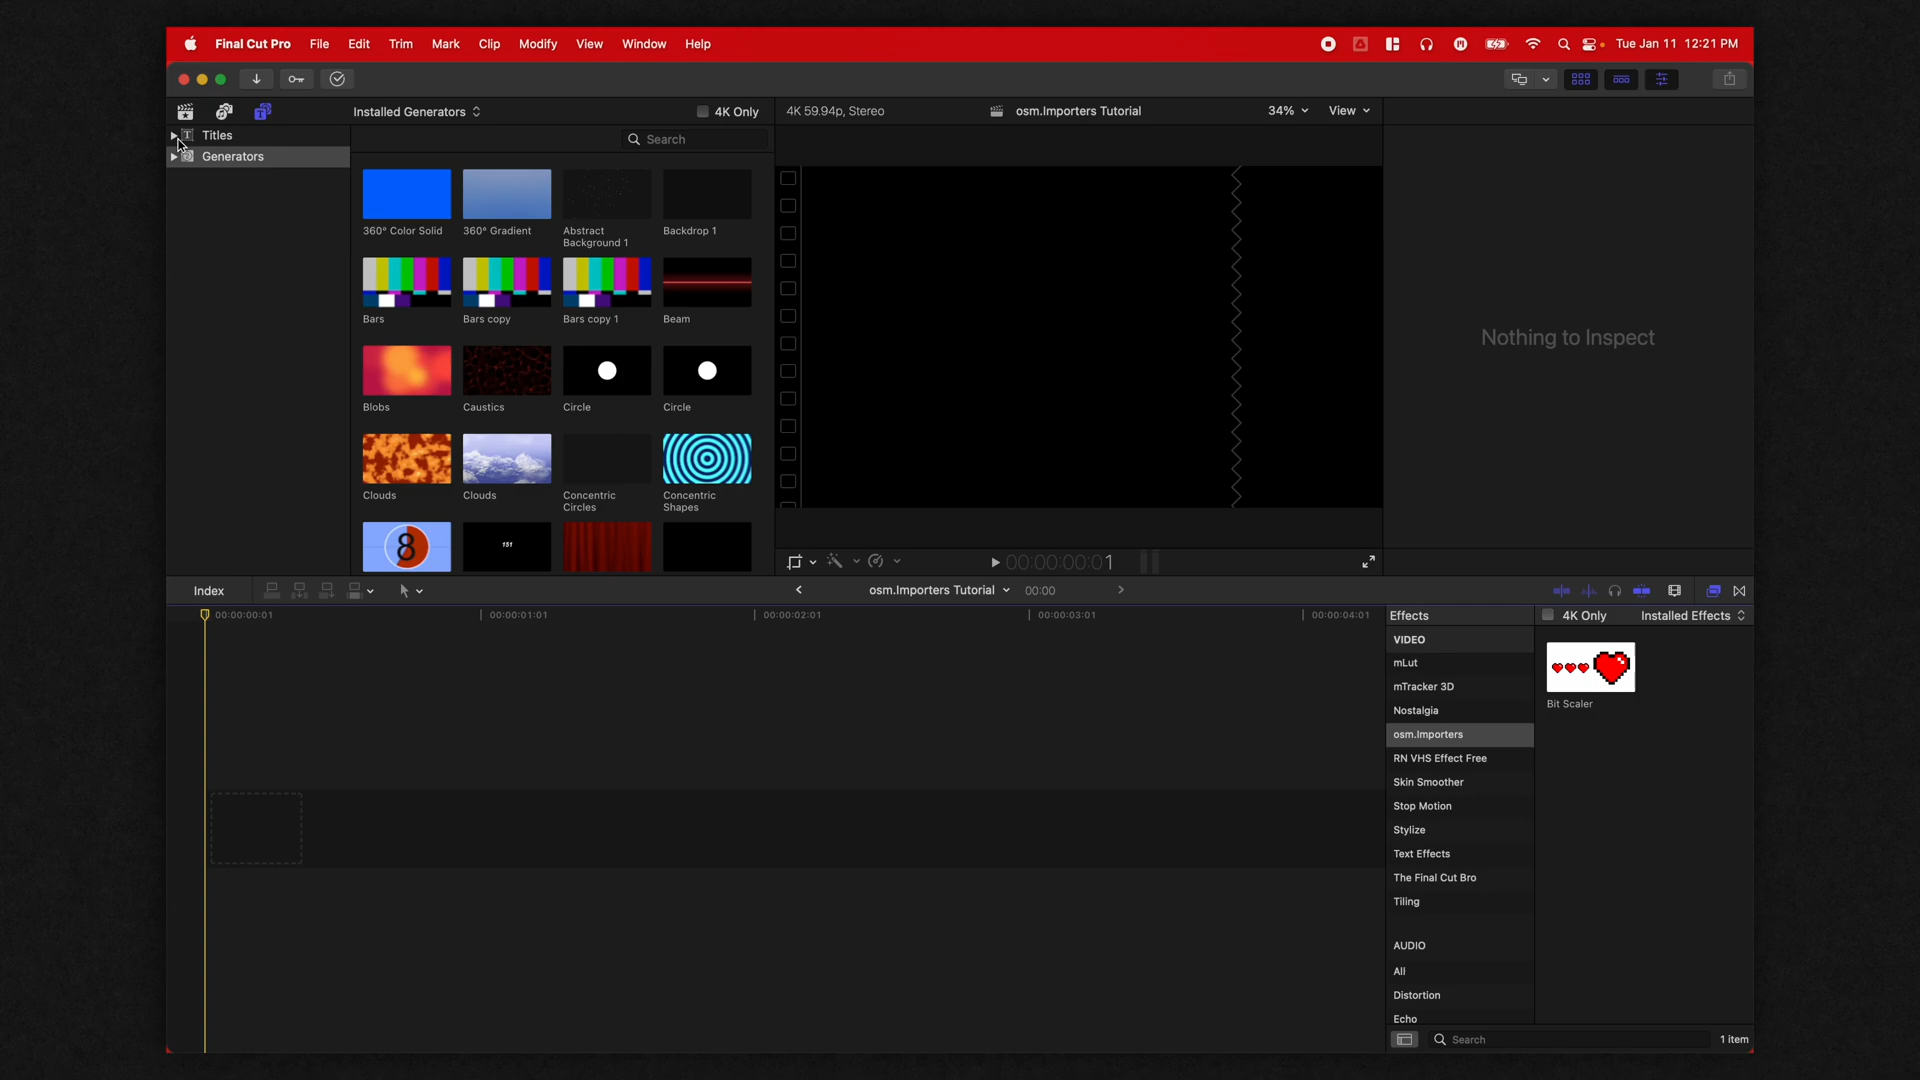 Final Cut Pro File Edit Trim Mark Clip Modify View Window Help
Tue Jan 11 12:21 PM
Installed Generators
4K Only
4K 59.94p, Stereo
osm.Importers Tutorial
34%
View
Titles
Generators
Search
360° Color Solid
360° Gradient
Abstract
Background 1
Backdrop 1
Bars
Bars copy
Bars copy 1
Beam
Blobs
Caustics
Circle
Circle
Clouds
Clouds
Concentric
Circles
Concentric
Shapes
8
151
Nothing to Inspect
00:00:00:01
Index
osm.Importers Tutorial
00:00
00:00:00:01
00:00:01:01
00:00:02:01
00:00:03:01
00:00:04:01
Effects
4K Only
Installed Effects
VIDEO
mLut
mTracker 3D
Nostalgia
osm.Importers
RN VHS Effect Free
Skin Smoother
Stop Motion
Stylize
Text Effects
The Final Cut Bro
Tiling
AUDIO
All
Distortion
Echo
Bit Scaler
Search
1 item